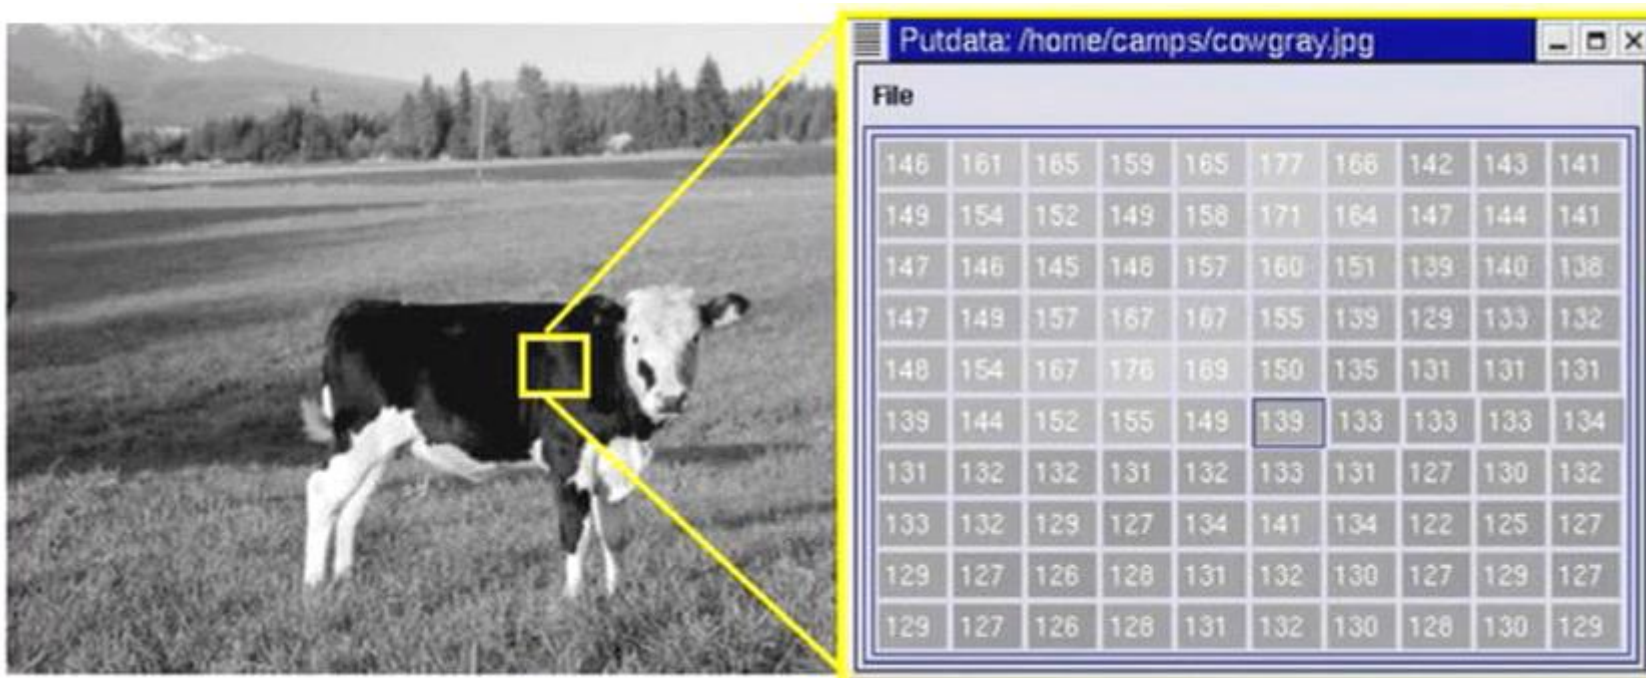 Putdata: /home/camps/cowgray.jpg
File
146 161 165 159 165 177 166 142 143 141
149 154 152 149 158 171 164 147 144 141
147 146 145 148 157 160 151 139 140 138
147 149 157 167 167 155 139 129 133 132
148 154 167 176 169 150 135 131 131 131
139 144 152 155 149 139 133 133 133 134
131 132 132 131 132 133 131 127 130 132
133 132 129 127 134 141 134 122 125 127
129 127 126 128 131 132 130 127 129 127
129 127 126 128 131 132 130 128 130 129